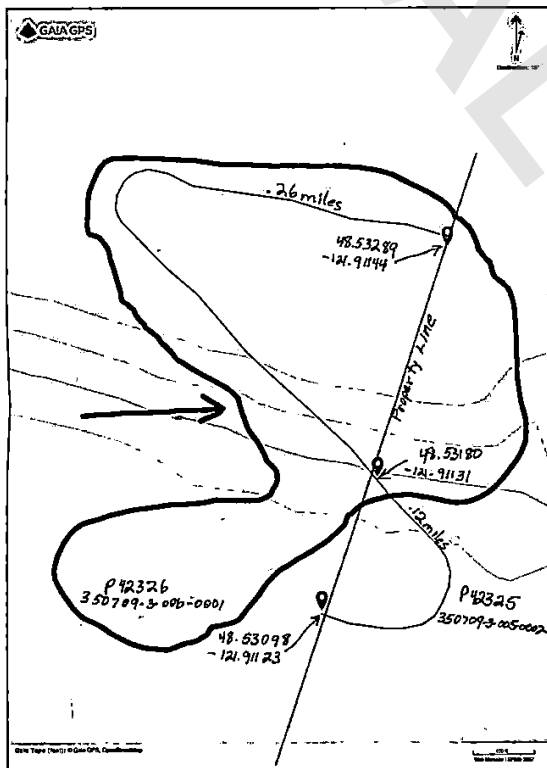 GAIA GPS
N
.26 miles
48.53289
-121.91144
Property Line
48.53180
-121.91131
.12 miles
P42326
350709-3-006-0001
P42325
350709-3-005-0002
48.53098
-121.91123